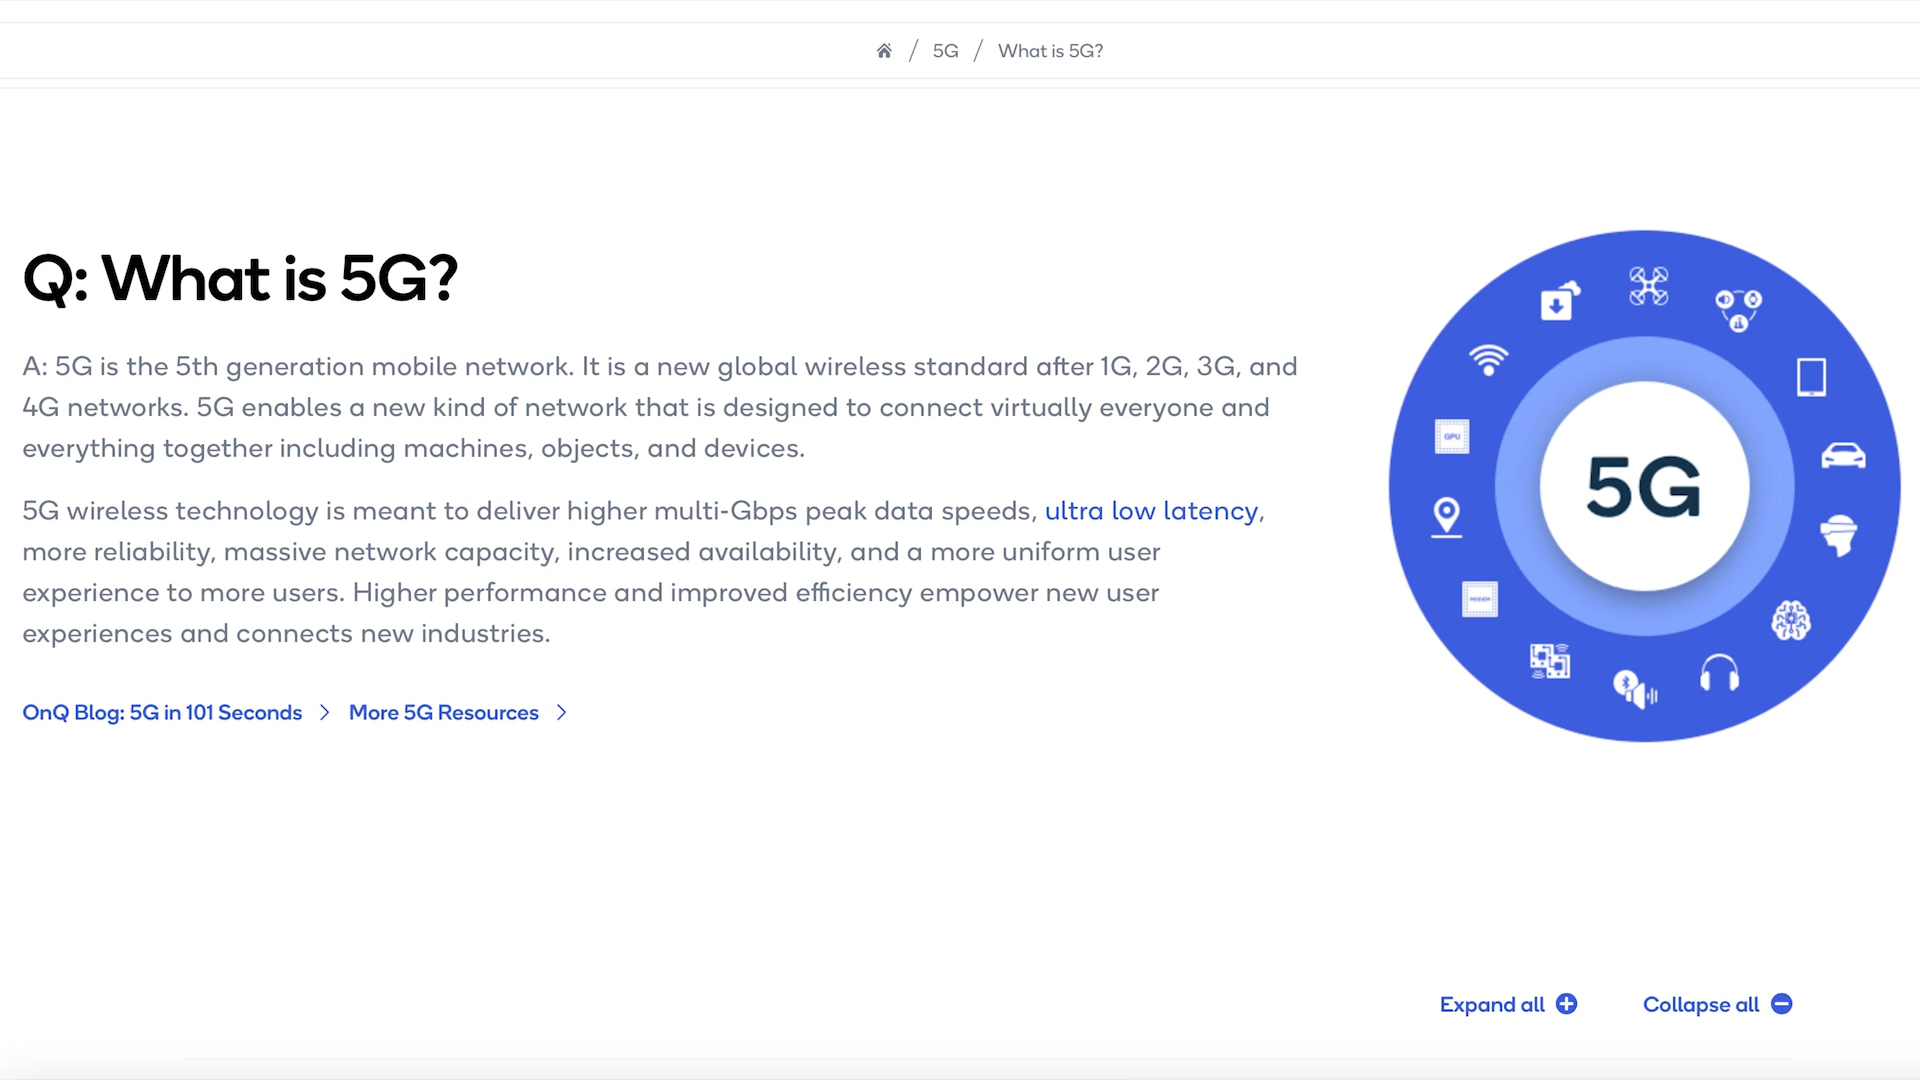 / 5G / What is 5G?
Q: What is 5G?
A: 5G is the 5th generation mobile network. It is a new global wireless standard after 1G, 2G, 3G, and
4G networks. 5G enables a new kind of network that is designed to connect virtually everyone and
everything together including machines, objects, and devices.
5G wireless technology is meant to deliver higher multi-Gbps peak data speeds, ultra low latency,
more reliability, massive network capacity, increased availability, and a more uniform user
experience to more users. Higher performance and improved efficiency empower new user
experiences and connects new industries.
OnQ Blog: 5G in 101 Seconds > More 5G Resources >
GPU
5G
MODEM
Expand all
Collapse all